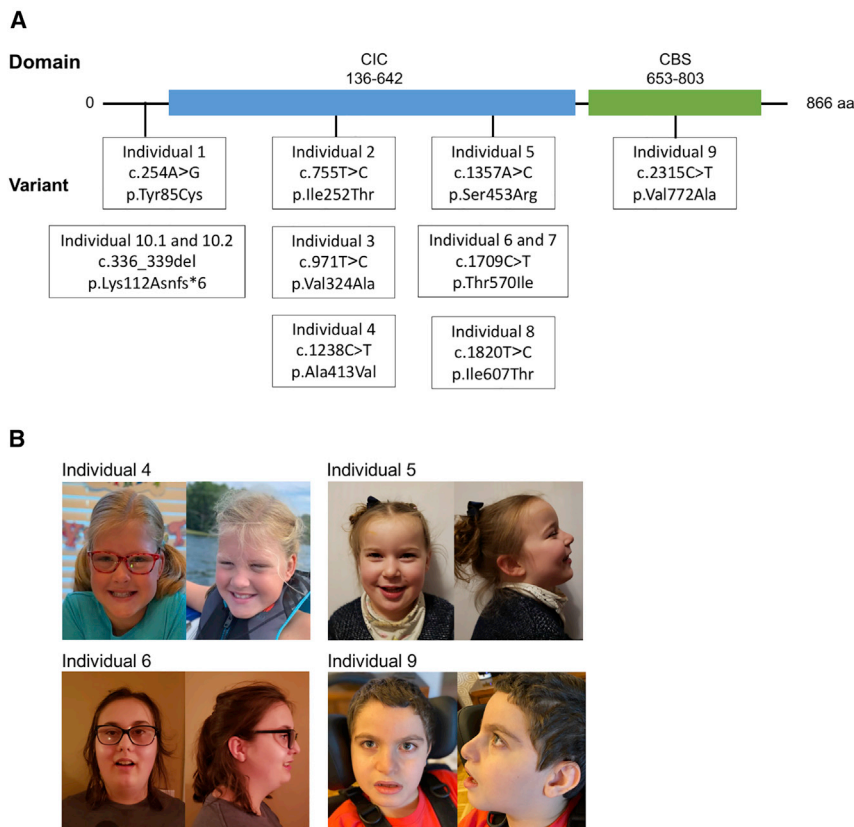 A
Domain
CIC
136-642
CBS
653-803
0
866 aa
Variant
Individual 1
c.254A>G
p.Tyr85Cys
Individual 2
c.755T>C
p.Ile252Thr
Individual 5
c.1357A>C
p.Ser453Arg
Individual 9
c.2315C>T
p.Val772Ala
Individual 10.1 and 10.2
c.336_339del
p.Lys112Asnfs*6
Individual 3
c.971T>C
p.Val324Ala
Individual 6 and 7
c.1709C>T
p.Thr570Ile
Individual 4
c.1238C>T
p.Ala413Val
Individual 8
c.1820T>C
p.Ile607Thr
B
Individual 4
Individual 5
Individual 6
Individual 9